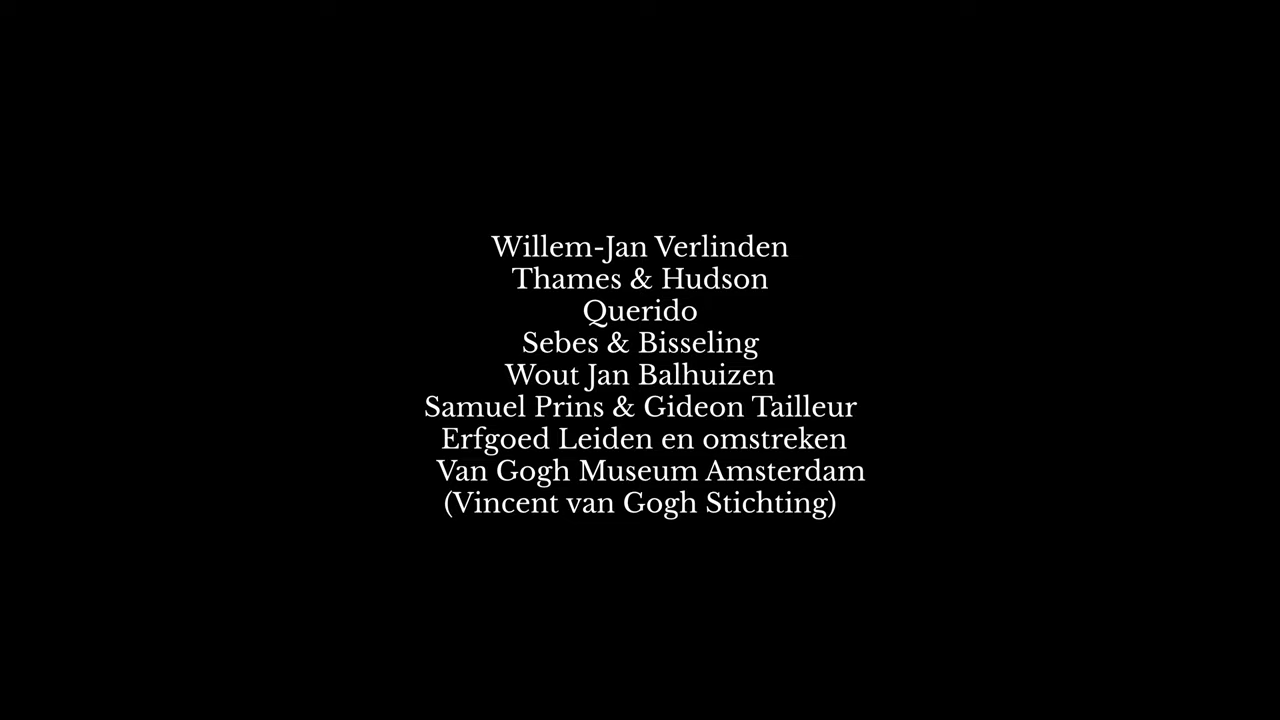 Willem-Jan Verlinden
Thames & Hudson
Querido
Sebes & Bisseling
Wout Jan Balhuizen
Samuel Prins & Gideon Tailleur
Erfgoed Leiden en omstreken
Van Gogh Museum Amsterdam
(Vincent van Gogh Stichting)